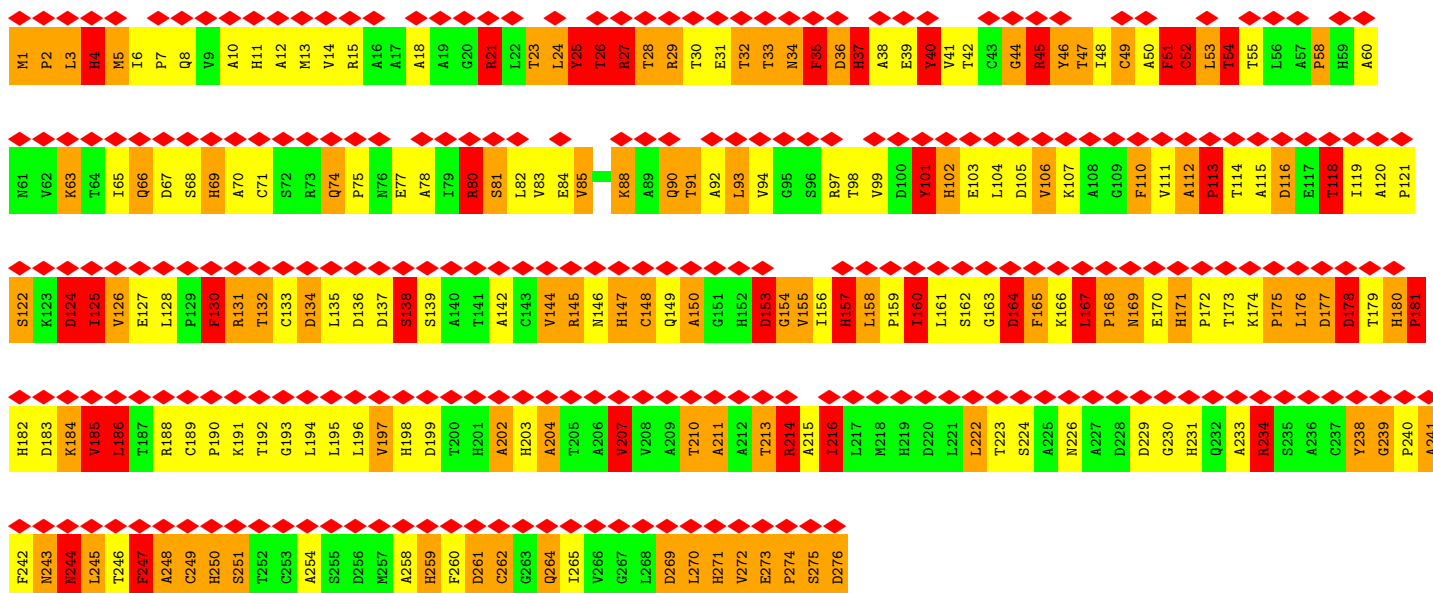 M1 P2 L3 H4 M5 I6 P7 Q8 V9 A10 H11 A12 M13 V14 R15 A16 A17 A18 A19 G20 R21 L22 T23 L24 Y25 T26 R27 T28 R29 T30 E31 T32 T33 N34 F35 D36 H37 A38 E39 Y40 V41 T42 C43 G44 R45 Y46 T47 I48 C49 A50 F51 C52 L53 T54 T55 L56 A57 P58 H59 A60
N61 V62 K63 T64 I65 Q66 D67 S68 H69 A70 C71 S72 R73 Q74 P75 N76 E77 A78 I79 R80 S81 L82 V83 E84 V85 K88 A89 Q90 T91 A92 L93 V94 G95 S96 R97 T98 V99 D100 Y101 H102 E103 L104 D105 V106 K107 A108 G109 F110 V111 A112 P113 T114 A115 D116 E117 T118 I119 A120 P121
S122 K123 D124 I125 V126 E127 L128 P129 F130 R131 T132 C133 D134 L135 D136 D137 S138 S139 A140 T141 A142 C143 V144 R145 N146 H147 C148 Q149 A150 G151 H152 D153 G154 V155 I156 H157 L158 P159 I160 L161 S162 G163 D164 F165 K166 L167 P168 N169 E170 H171 P172 T173 K174 P175 L176 D177 D178 T179 H180 P181
H182 D183 K184 V185 L186 T187 R188 C189 P190 K191 T192 G193 L194 L195 L196 V197 H198 D199 T200 H201 A202 H203 A204 T205 A206 V207 V208 A209 T210 A211 A212 T213 R214 A215 I216 L217 M218 H219 D220 L221 L222 T223 S224 A225 N226 A227 D228 D229 G230 H231 Q232 A233 R234 S235 A236 C237 Y238 G239 P240 A241
F242 N243 N244 L245 T246 F247 A248 C249 H250 S251 T252 C253 A254 S255 D256 M257 A258 H259 F260 D261 C262 G263 Q264 I265 V266 G267 L268 D269 L270 H271 V272 E273 P274 S275 D276